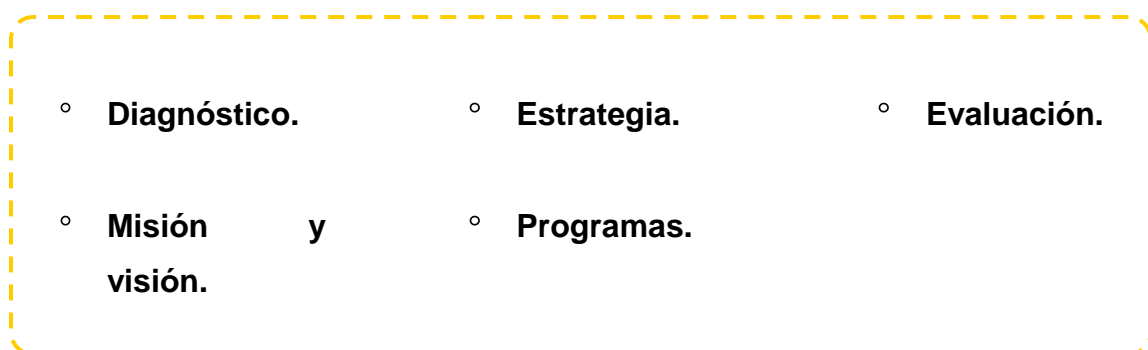 ° Diagnóstico.
° Estrategia.
° Evaluación.
° Misión y
visión.
° Programas.